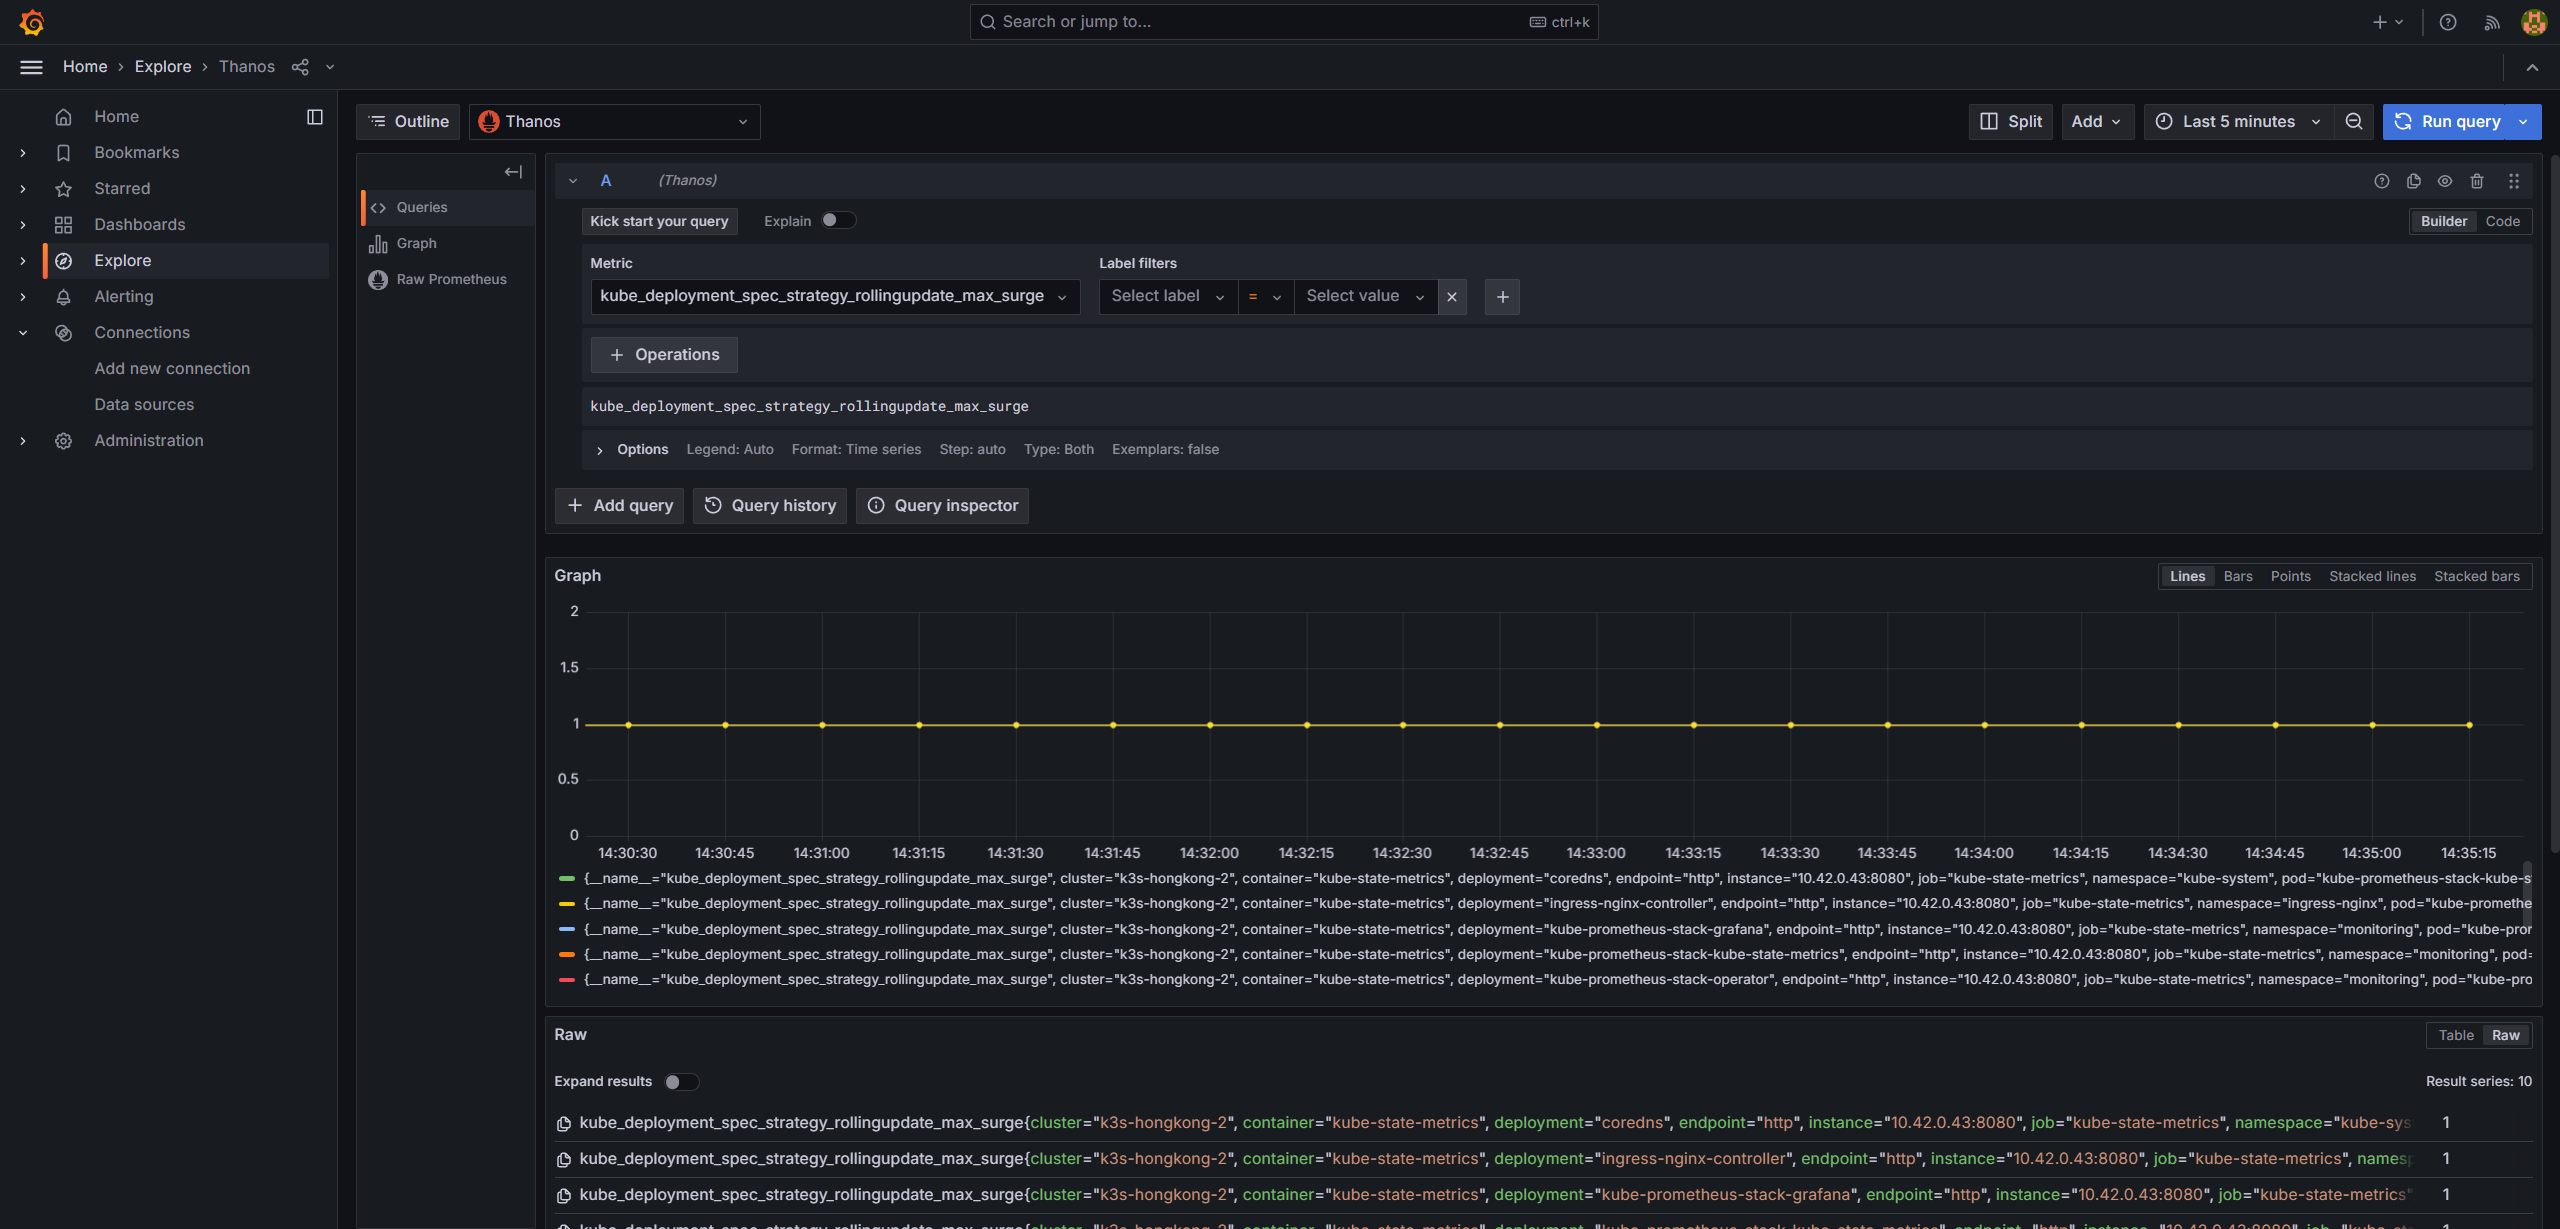 Search or jump to...
ctrl+k
Home › Explore › Thanos
Home
Bookmarks
Starred
Dashboards
Explore
Alerting
Connections
Add new connection
Data sources
Administration
Outline
Thanos
Split
Add
Last 5 minutes
Run query
Queries
Graph
Raw Prometheus
A (Thanos)
Kick start your query
Explain
Builder
Code
Metric
Label filters
kube_deployment_spec_strategy_rollingupdate_max_surge
Select label
=
Select value
+ Operations
kube_deployment_spec_strategy_rollingupdate_max_surge
Options Legend: Auto Format: Time series Step: auto Type: Both Exemplars: false
+ Add query
Query history
Query inspector
Graph
Lines Bars Points Stacked lines Stacked bars
2
1.5
1
0.5
0
14:30:30 14:30:45 14:31:00 14:31:15 14:31:30 14:31:45 14:32:00 14:32:15 14:32:30 14:32:45 14:33:00 14:33:15 14:33:30 14:33:45 14:34:00 14:34:15 14:34:30 14:34:45 14:35:00 14:35:15
{__name__="kube_deployment_spec_strategy_rollingupdate_max_surge", cluster="k3s-hongkong-2", container="kube-state-metrics", deployment="coredns", endpoint="http", instance="10.42.0.43:8080", job="kube-state-metrics", namespace="kube-system", pod="kube-prometheus-stack-kube-s
{__name__="kube_deployment_spec_strategy_rollingupdate_max_surge", cluster="k3s-hongkong-2", container="kube-state-metrics", deployment="ingress-nginx-controller", endpoint="http", instance="10.42.0.43:8080", job="kube-state-metrics", namespace="ingress-nginx", pod="kube-promethe
{__name__="kube_deployment_spec_strategy_rollingupdate_max_surge", cluster="k3s-hongkong-2", container="kube-state-metrics", deployment="kube-prometheus-stack-grafana", endpoint="http", instance="10.42.0.43:8080", job="kube-state-metrics", namespace="monitoring", pod="kube-pror
{__name__="kube_deployment_spec_strategy_rollingupdate_max_surge", cluster="k3s-hongkong-2", container="kube-state-metrics", deployment="kube-prometheus-stack-kube-state-metrics", endpoint="http", instance="10.42.0.43:8080", job="kube-state-metrics", namespace="monitoring", pod=
{__name__="kube_deployment_spec_strategy_rollingupdate_max_surge", cluster="k3s-hongkong-2", container="kube-state-metrics", deployment="kube-prometheus-stack-operator", endpoint="http", instance="10.42.0.43:8080", job="kube-state-metrics", namespace="monitoring", pod="kube-pro
Raw
Table Raw
Expand results
Result series: 10
kube_deployment_spec_strategy_rollingupdate_max_surge{cluster="k3s-hongkong-2", container="kube-state-metrics", deployment="coredns", endpoint="http", instance="10.42.0.43:8080", job="kube-state-metrics", namespace="kube-sys 1
kube_deployment_spec_strategy_rollingupdate_max_surge{cluster="k3s-hongkong-2", container="kube-state-metrics", deployment="ingress-nginx-controller", endpoint="http", instance="10.42.0.43:8080", job="kube-state-metrics", namesp 1
kube_deployment_spec_strategy_rollingupdate_max_surge{cluster="k3s-hongkong-2", container="kube-state-metrics", deployment="kube-prometheus-stack-grafana", endpoint="http", instance="10.42.0.43:8080", job="kube-state-metrics" 1